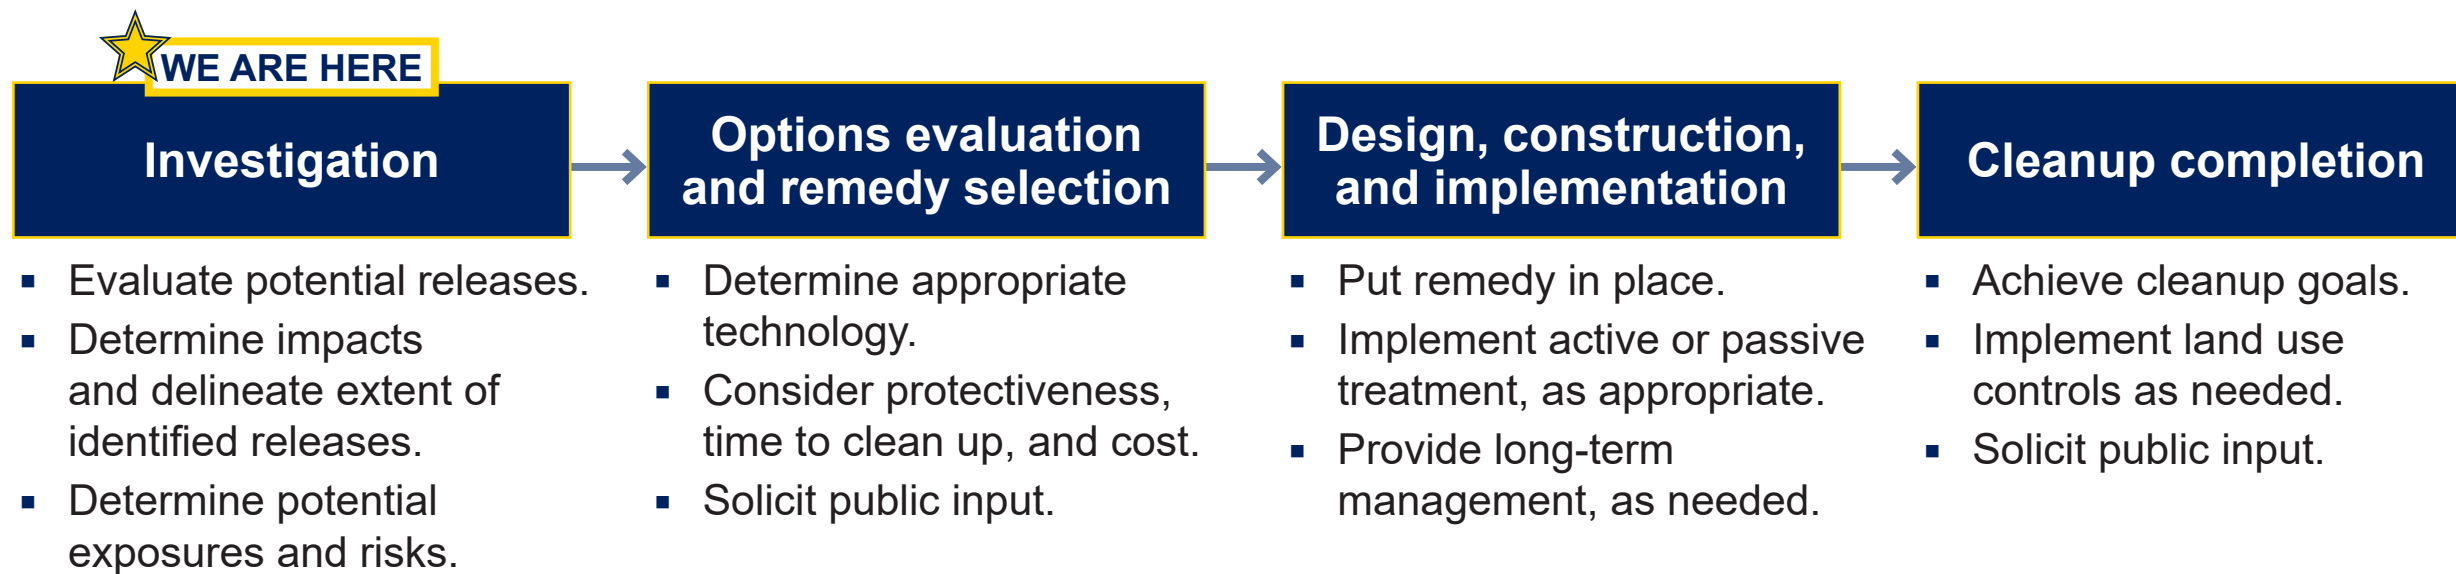 WE ARE HERE
Investigation
▪ Evaluate potential releases.
▪ Determine impacts
and delineate extent of
identified releases.
▪ Determine potential
exposures and risks.
Options evaluation
and remedy selection
▪ Determine appropriate
technology.
▪ Consider protectiveness,
time to clean up, and cost.
▪ Solicit public input.
Design, construction,
and implementation
▪ Put remedy in place.
▪ Implement active or passive
treatment, as appropriate.
▪ Provide long-term
management, as needed.
Cleanup completion
▪ Achieve cleanup goals.
▪ Implement land use
controls as needed.
▪ Solicit public input.